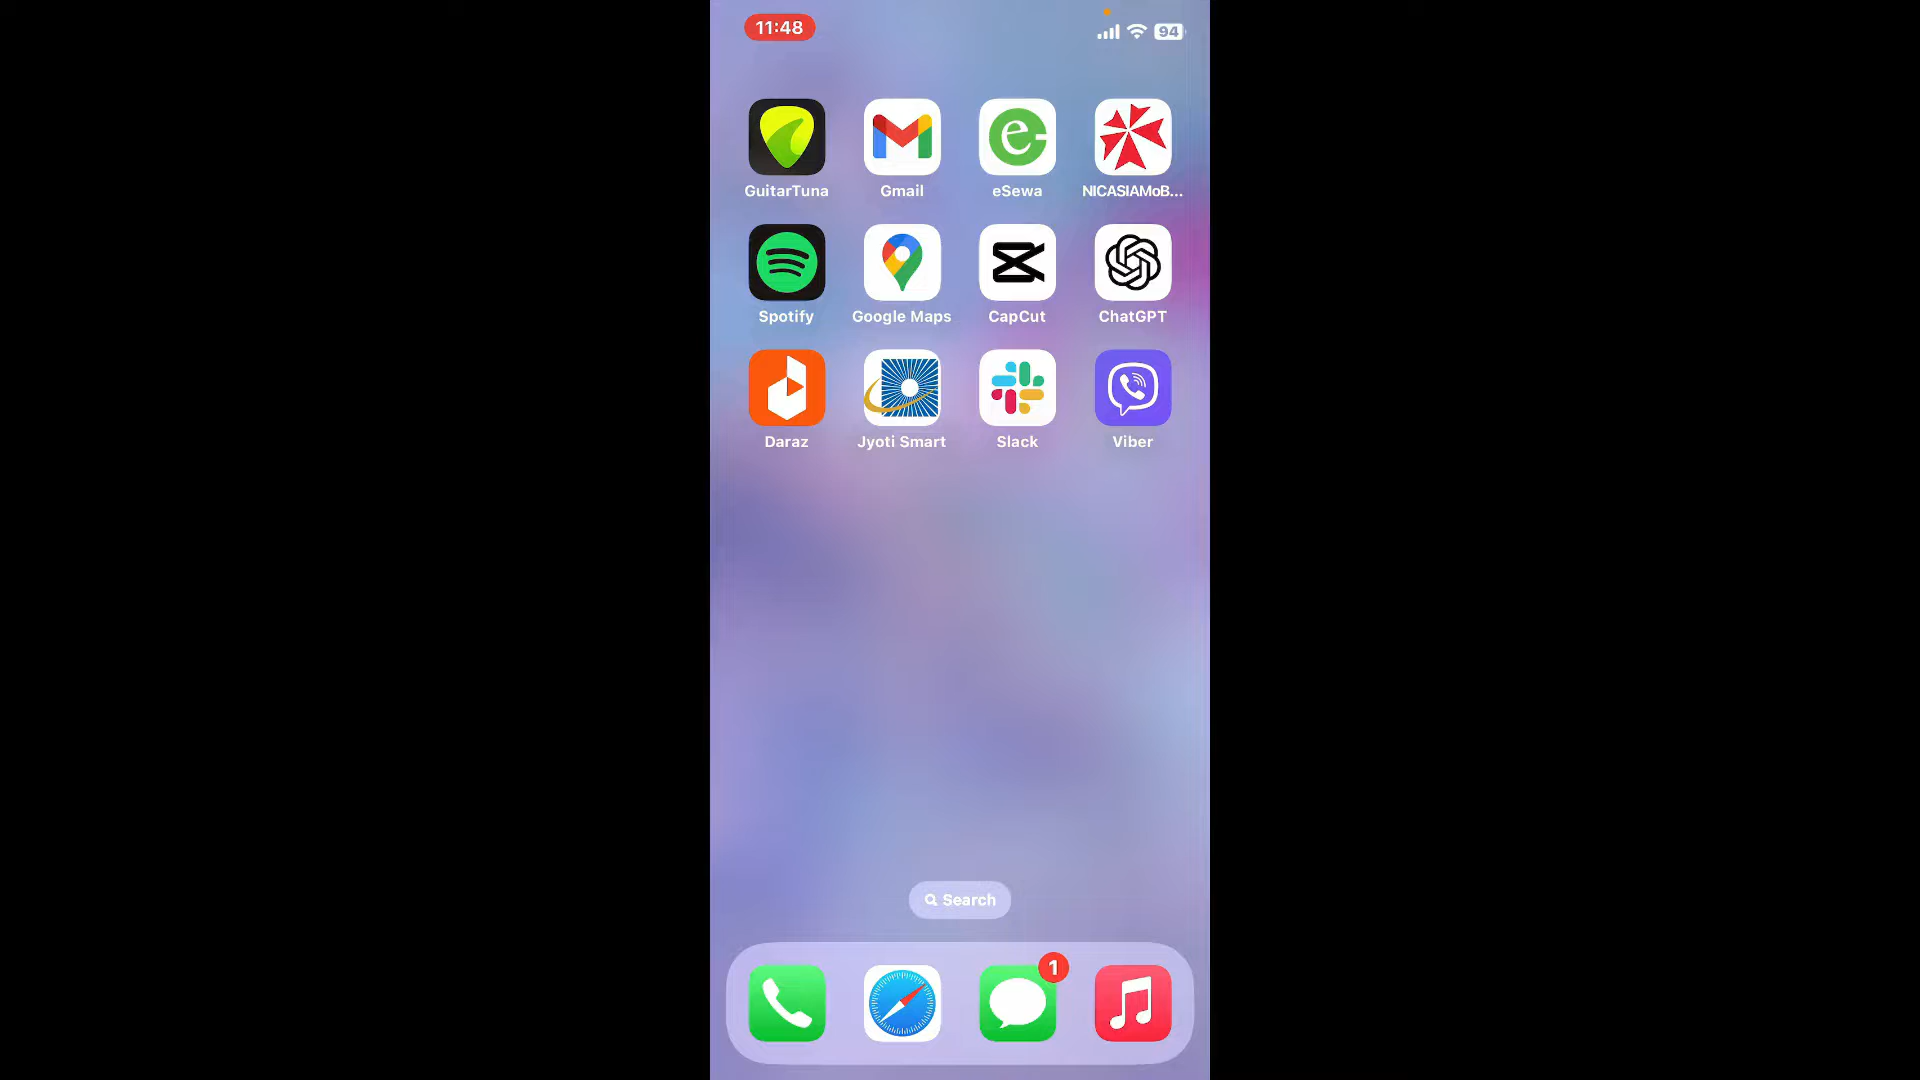 11:48
94
GuitarTuna
Gmail
eSewa
NICASIAMoB...
Spotify
Google Maps
CapCut
ChatGPT
Daraz
Jyoti Smart
Slack
Viber
Search
1